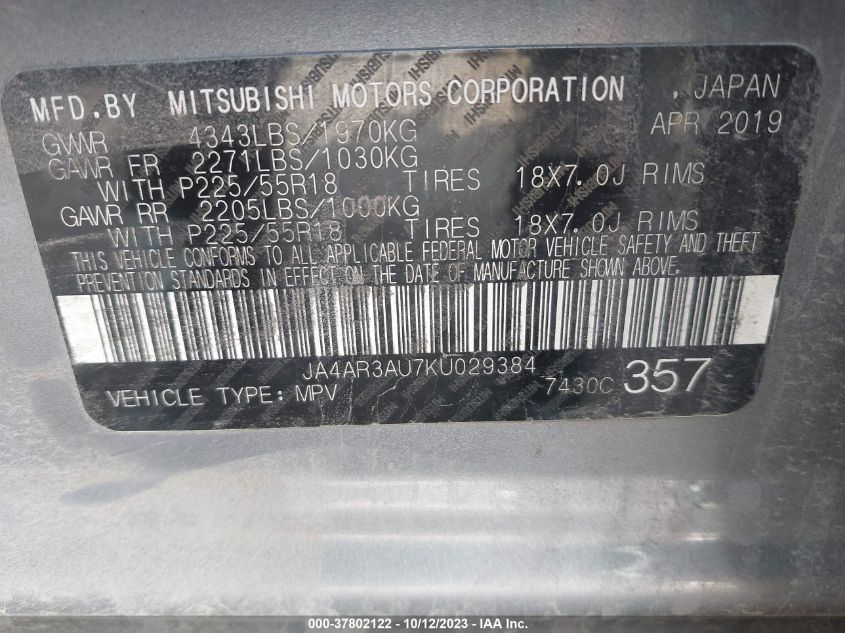 MFD.BY MITSUBISHI MOTORS CORPORATION , JAPAN
GVWR 4343LBS/1970KG APR 2019
GAWR FR 2271LBS/1030KG
WITH P225/55R18 TIRES 18X7.0J RIMS
GAWR RR 2205LBS/1000KG
WITH P225/55R18 TIRES 18X7.0J RIMS
THIS VEHICLE CONFORMS TO ALL APPLICABLE FEDERAL MOTOR VEHICLE SAFETY AND THEFT
PREVENTION STANDARDS IN EFFECT ON THE DATE OF MANUFACTURE SHOWN ABOVE.
JA4AR3AU7KU029384
VEHICLE TYPE: MPV 7430C 357
000-37802122 - 10/12/2023 - IAA Inc.